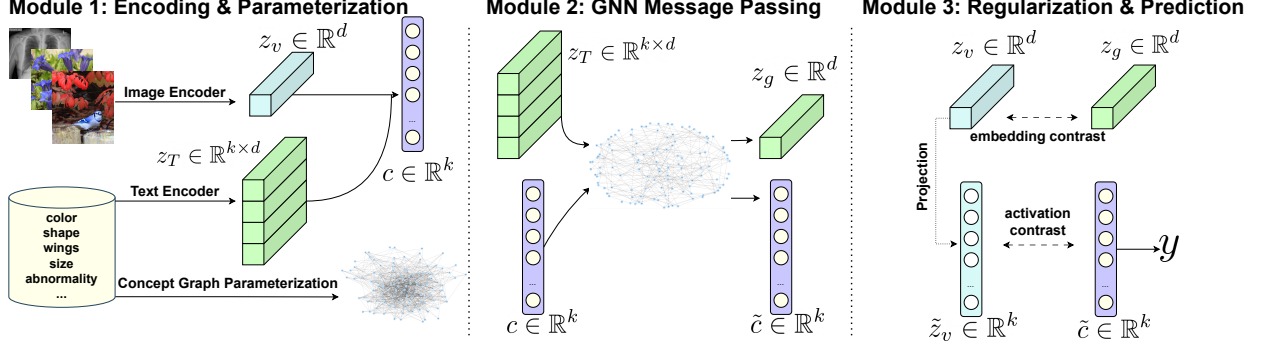 Module 1: Encoding & Parameterization
z_v ∈ ℝ^d
Image Encoder
...
c ∈ ℝ^k
z_T ∈ ℝ^{k×d}
Text Encoder
color
shape
wings
size
abnormality
...
Concept Graph Parameterization
Module 2: GNN Message Passing
z_T ∈ ℝ^{k×d}
z_g ∈ ℝ^d
...
c ∈ ℝ^k
...
c̃ ∈ ℝ^k
Module 3: Regularization & Prediction
z_v ∈ ℝ^d
z_g ∈ ℝ^d
embedding contrast
Projection
activation
contrast
y
...
z̃_v ∈ ℝ^k
...
c̃ ∈ ℝ^k